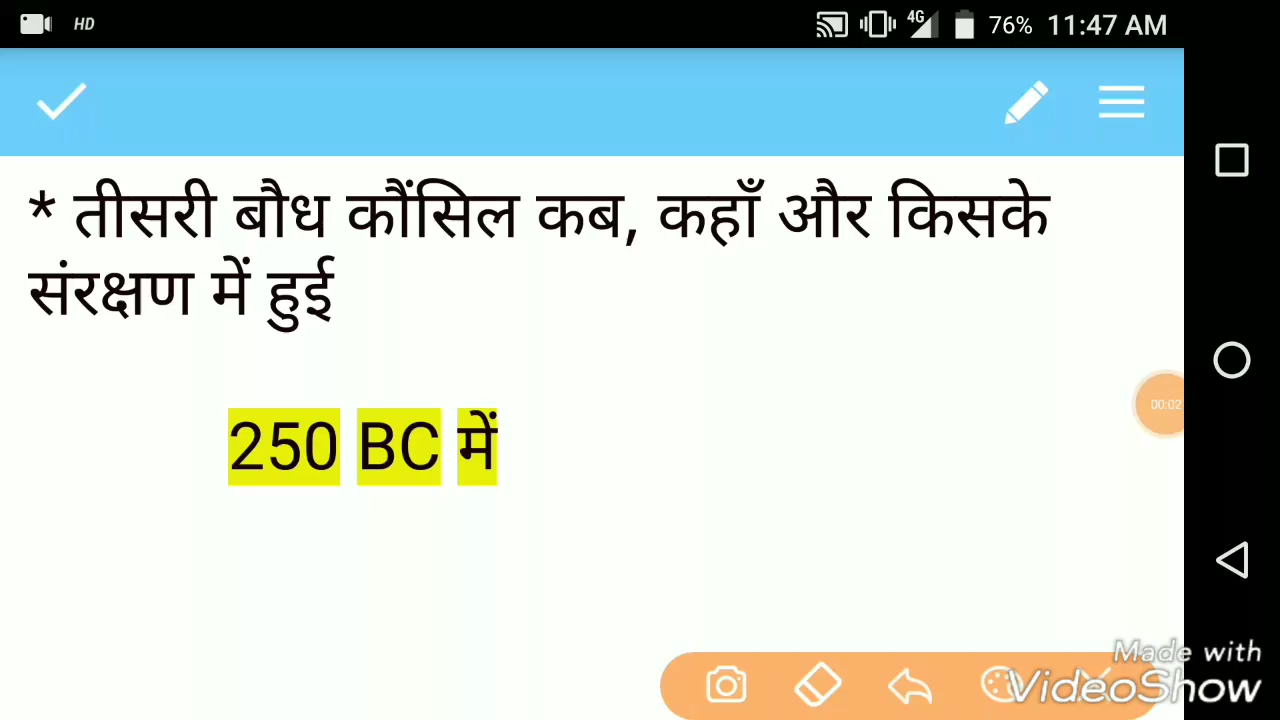 HD
4G
76%
11:47 AM
* तीसरी बौध कौंसिल कब, कहाँ और किसके
संरक्षण में हुई
250 BC में
00:02
Made with
VideoShow